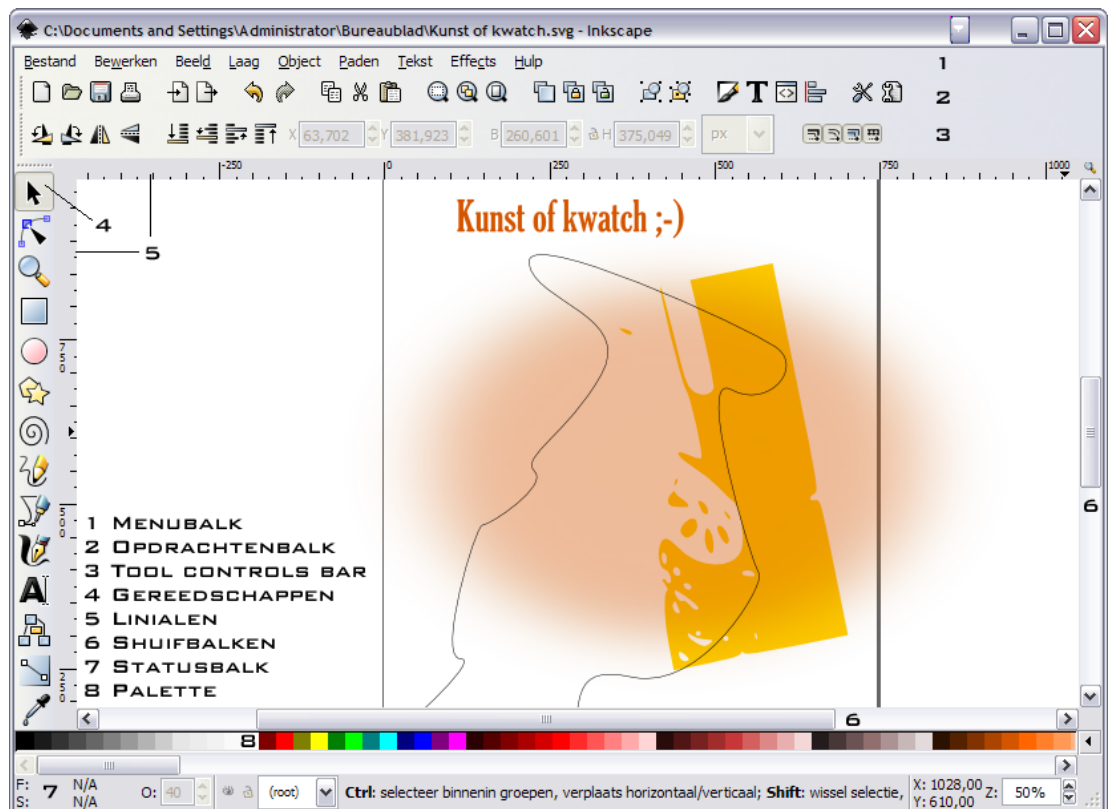 C:\Documents and Settings\Administrator\Bureaublad\Kunst of kwatch.svg - Inkscape
Bestand Bewerken Beeld Laag Object Paden Tekst Effects Hulp 1
2
X 63,702 Y 381,923 B 260,601 H 375,049 px 3
-250 0 250 500 750 1000
Kunst of kwatch ;-)
4
5
750
500
250
6
1 MENUBALK
2 OPDRACHTENBALK
3 TOOL CONTROLS BAR
4 GEREEDSCHAPPEN
5 LINIALEN
6 SHUIFBALKEN
7 STATUSBALK
8 PALETTE
6
8
F: N/A O: 40 (root) Ctrl: selecteer binnenin groepen, verplaats horizontaal/verticaal; Shift: wissel selectie, X: 1028,00 Z: 50%
S: N/A Y: 610,00
7